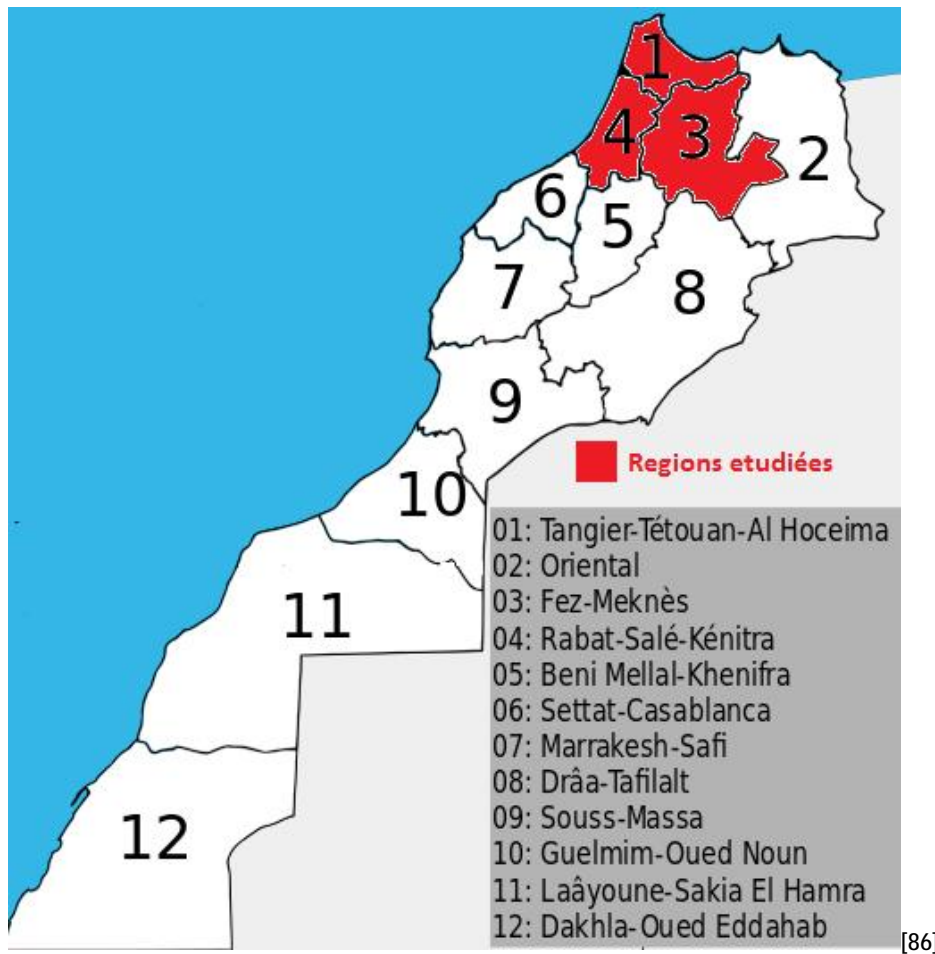 1
4
3
2
6
5
7
8
9
Regions etudiées
10
01: Tangier-Tétouan-Al Hoceima
02: Oriental
03: Fez-Meknès
11
04: Rabat-Salé-Kénitra
05: Beni Mellal-Khenifra
06: Settat-Casablanca
07: Marrakesh-Safi
08: Drâa-Tafilalt
09: Souss-Massa
12
10: Guelmim-Oued Noun
11: Laâyoune-Sakia El Hamra
12: Dakhla-Oued Eddahab
[86]